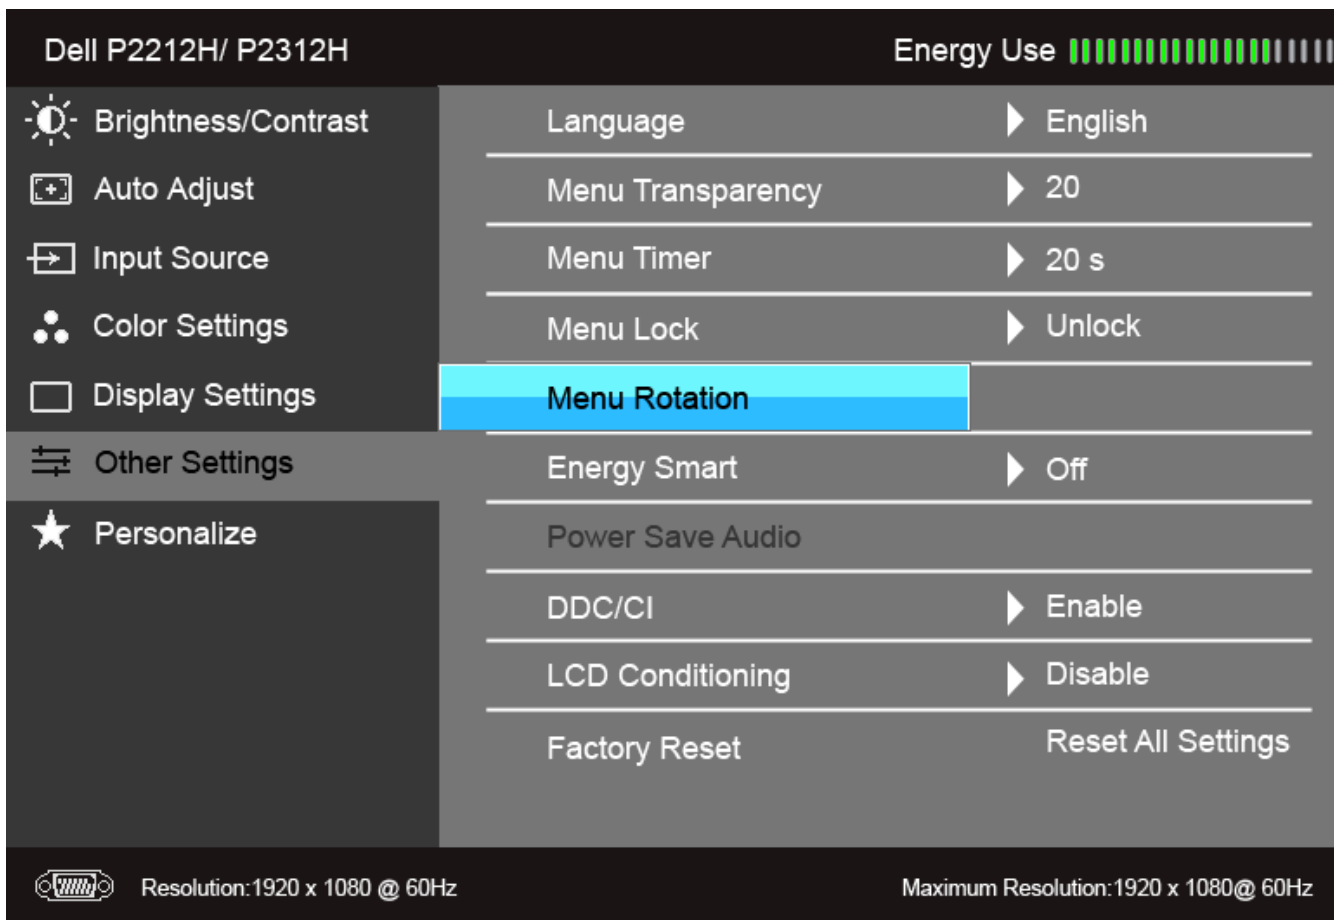 Dell P2212H/ P2312H Energy Use
Brightness/Contrast Language English
Auto Adjust Menu Transparency 20
Input Source Menu Timer 20 s
Color Settings Menu Lock Unlock
Display Settings Menu Rotation
Other Settings Energy Smart Off
Personalize Power Save Audio
DDC/CI Enable
LCD Conditioning Disable
Factory Reset Reset All Settings
Resolution:1920 x 1080 @ 60Hz Maximum Resolution:1920 x 1080@ 60Hz